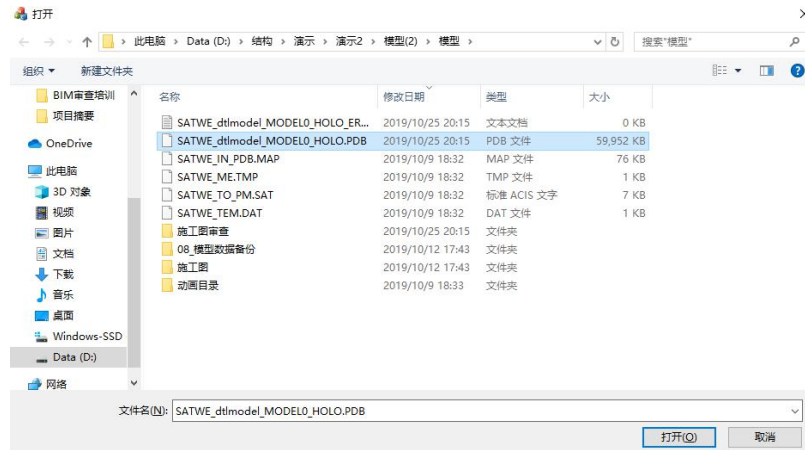 打开
此电脑 › Data (D:) › 结构 › 演示 › 演示2 › 模型(2) › 模型 ›
搜索"模型"
组织 新建文件夹
BIM审查培训
项目摘要
OneDrive
此电脑
3D 对象
视频
图片
文档
下载
音乐
桌面
Windows-SSD
Data (D:)
网络
名称 修改日期 类型 大小
SATWE_dtlmodel_MODEL0_HOLO_ER... 2019/10/25 20:15 文本文档 0 KB
SATWE_dtlmodel_MODEL0_HOLO.PDB 2019/10/25 20:15 PDB 文件 59,952 KB
SATWE_IN_PDB.MAP 2019/10/9 18:32 MAP 文件 76 KB
SATWE_ME.TMP 2019/10/9 18:32 TMP 文件 1 KB
SATWE_TO_PM.SAT 2019/10/9 18:32 标准 ACIS 文字 7 KB
SATWE_TEM.DAT 2019/10/9 18:32 DAT 文件 1 KB
施工图审查 2019/10/25 20:15 文件夹
08_模型数据备份 2019/10/12 17:43 文件夹
施工图 2019/10/12 17:43 文件夹
动画目录 2019/10/9 18:33 文件夹
文件名(N): SATWE_dtlmodel_MODEL0_HOLO.PDB
打开(O) 取消